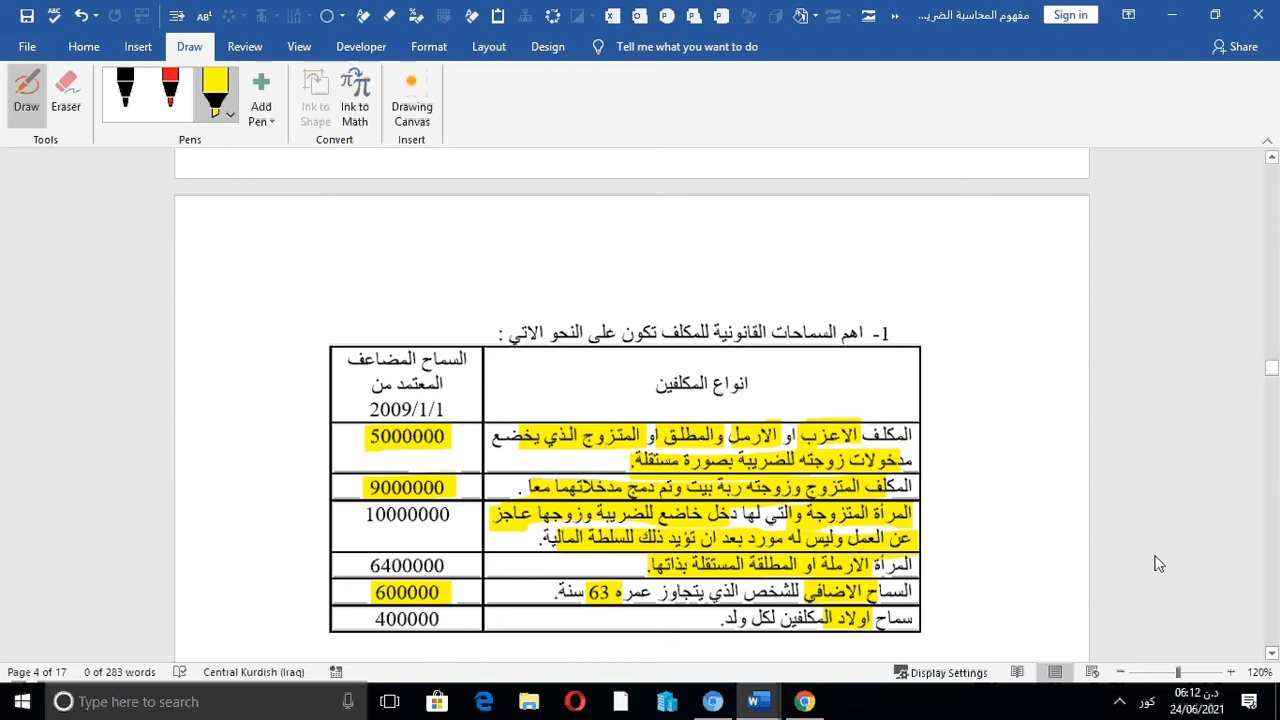 مفهوم المحاسبة الضريـ...
Sign in
File Home Insert Draw Review View Developer Format Layout Design Tell me what you want to do Share
Draw Eraser Add Pen Ink to Shape Ink to Math Drawing Canvas
Tools Pens Convert Insert
1- اهم السماحات القانونية للمكلف تكون على النحو الاتي :
انواع المكلفين
السماح المضاعف
المعتمد من
2009/1/1
المكلف الاعزب او الارمل والمطلق او المتزوج الذي يخضع
مدخولات زوجته للضريبة بصورة مستقلة.
5000000
المكلف المتزوج وزوجته ربة بيت وتم دمج مدخلاتهما معا .
9000000
المرأة المتزوجة والتي لها دخل خاضع للضريبة وزوجها عاجز
عن العمل وليس له مورد بعد ان تؤيد ذلك للسلطة المالية.
10000000
المرأة الارملة او المطلقة المستقلة بذاتها.
6400000
السماح الاضافي للشخص الذي يتجاوز عمره 63 سنة.
600000
سماح اولاد المكلفين لكل ولد.
400000
Page 4 of 17 0 of 283 words Central Kurdish (Iraq) Display Settings 120%
Type here to search
كور
06:12 د.ن
24/06/2021